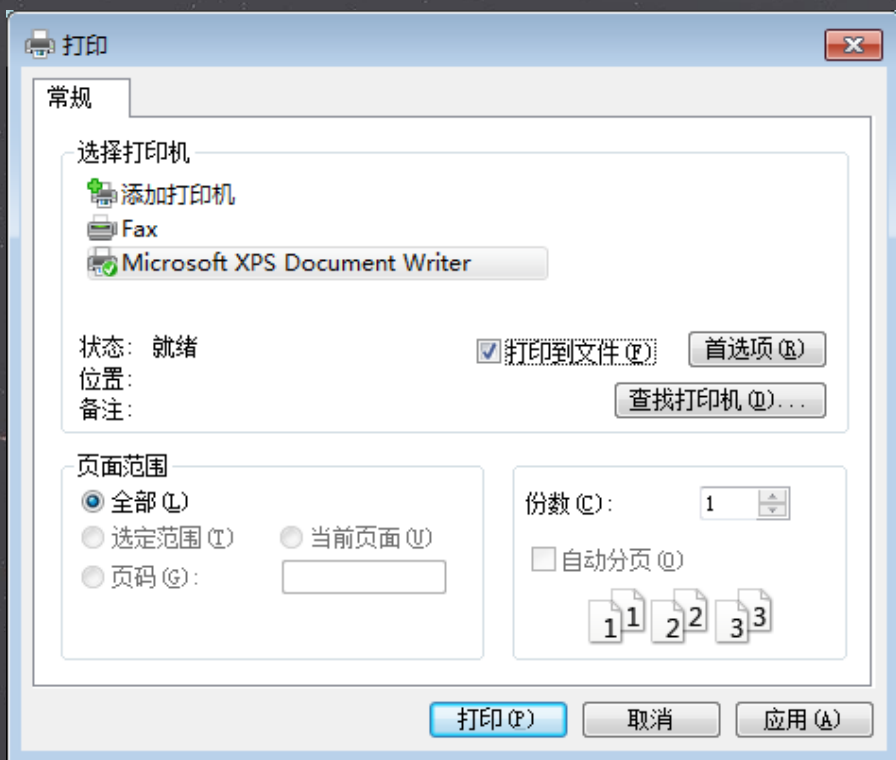 打印
常规
选择打印机
添加打印机
Fax
Microsoft XPS Document Writer
状态: 就绪
打印到文件(F)
首选项(R)
位置:
查找打印机(D)...
备注:
页面范围
全部(L)
选定范围(T) 当前页面(U)
页码(G):
份数(C): 1
自动分页(O)
1 1 2 2 3 3
打印(P) 取消 应用(A)